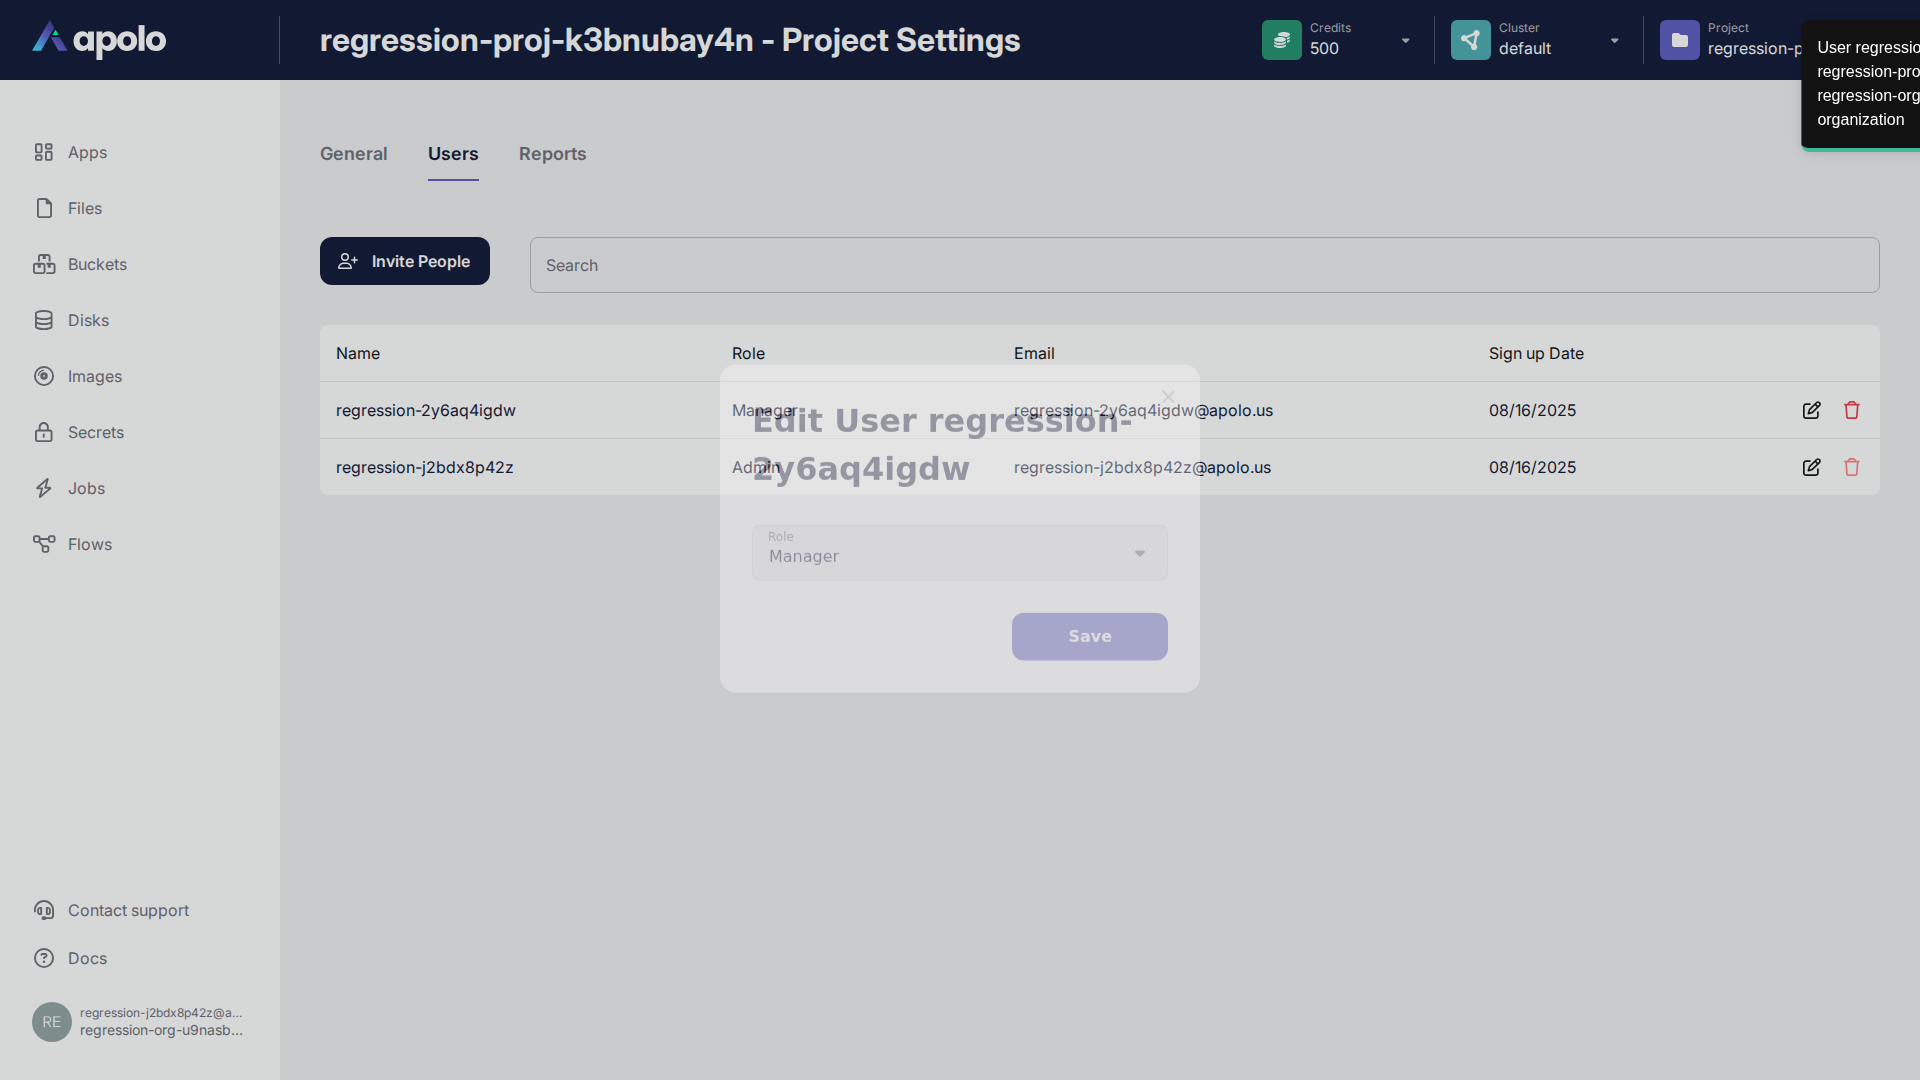 apolo
regression-proj-k3bnubay4n - Project Settings
Credits
500
Cluster
default
Project
regression-p
User regressio
regression-pro
regression-org
organization
Apps
Files
Buckets
Disks
Images
Secrets
Jobs
Flows
General
Users
Reports
Invite People
Search
Name
Role
Email
Sign up Date
regression-2y6aq4igdw
Manager
regression-2y6aq4igdw@apolo.us
08/16/2025
regression-j2bdx8p42z
Admin
regression-j2bdx8p42z@apolo.us
08/16/2025
Edit User regression-
2y6aq4igdw
Role
Manager
Save
Contact support
Docs
RE
regression-j2bdx8p42z@a...
regression-org-u9nasb...